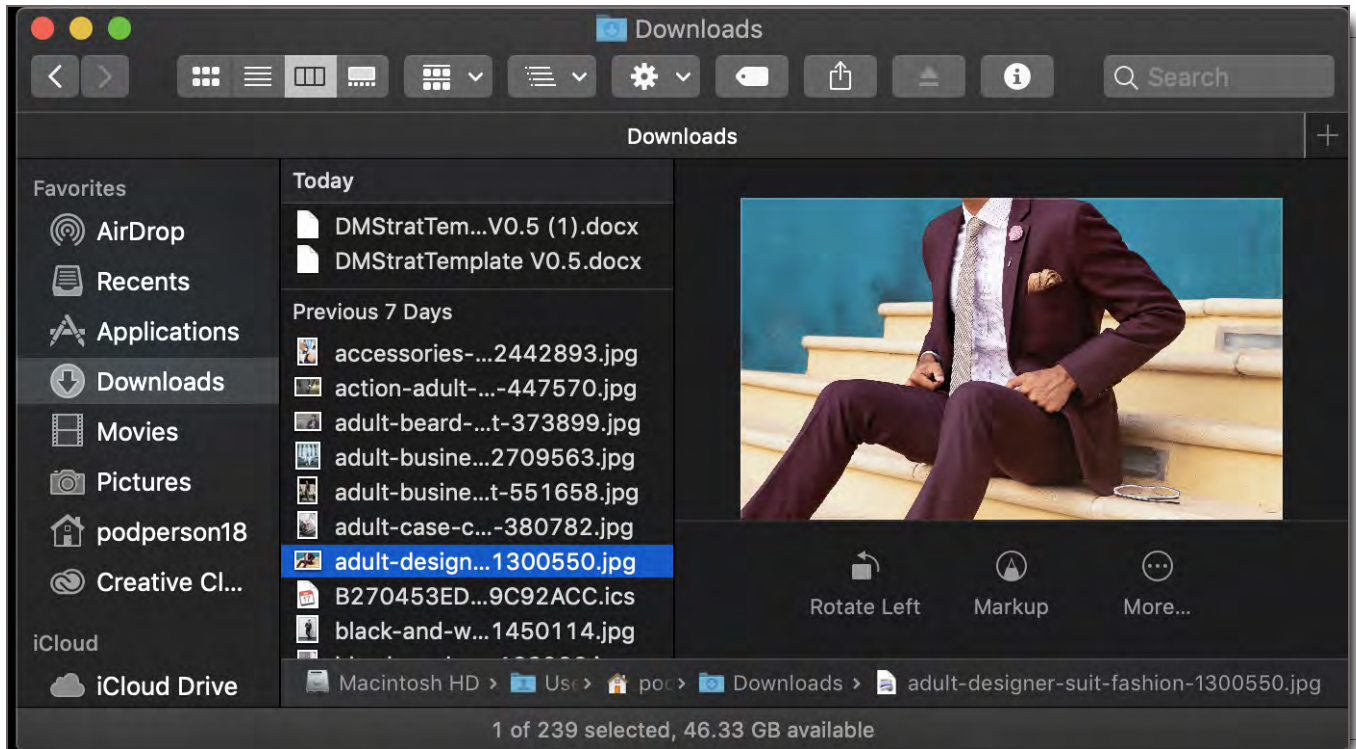 Downloads
Search
Downloads
Favorites
AirDrop
Recents
Applications
Downloads
Movies
Pictures
podperson18
Creative Cl...
iCloud
iCloud Drive
Today
DMStratTem...V0.5 (1).docx
DMStratTemplate V0.5.docx
Previous 7 Days
accessories-...2442893.jpg
action-adult-...-447570.jpg
adult-beard-...t-373899.jpg
adult-busine...2709563.jpg
adult-busine...t-551658.jpg
adult-case-c...-380782.jpg
adult-design...1300550.jpg
B270453ED...9C92ACC.ics
black-and-w...1450114.jpg
Rotate Left Markup More...
Macintosh HD › Use › poc › Downloads › adult-designer-suit-fashion-1300550.jpg
1 of 239 selected, 46.33 GB available